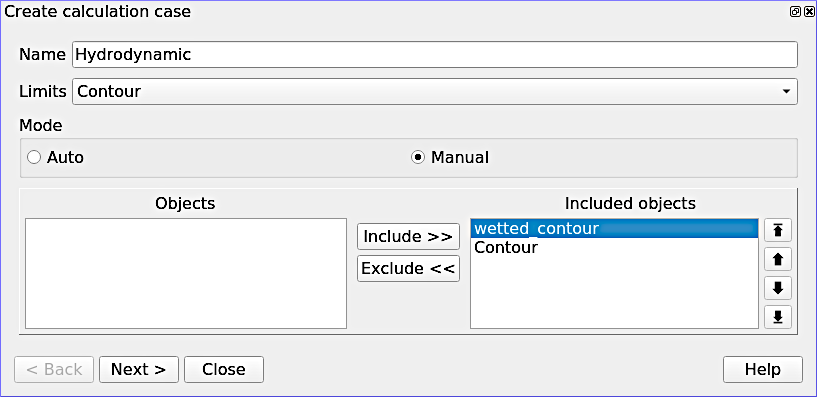 Create calculation case
Name Hydrodynamic
Limits Contour
Mode
Auto Manual
Objects Included objects
wetted_contour
Contour
Include >>
Exclude <<
< Back Next > Close Help